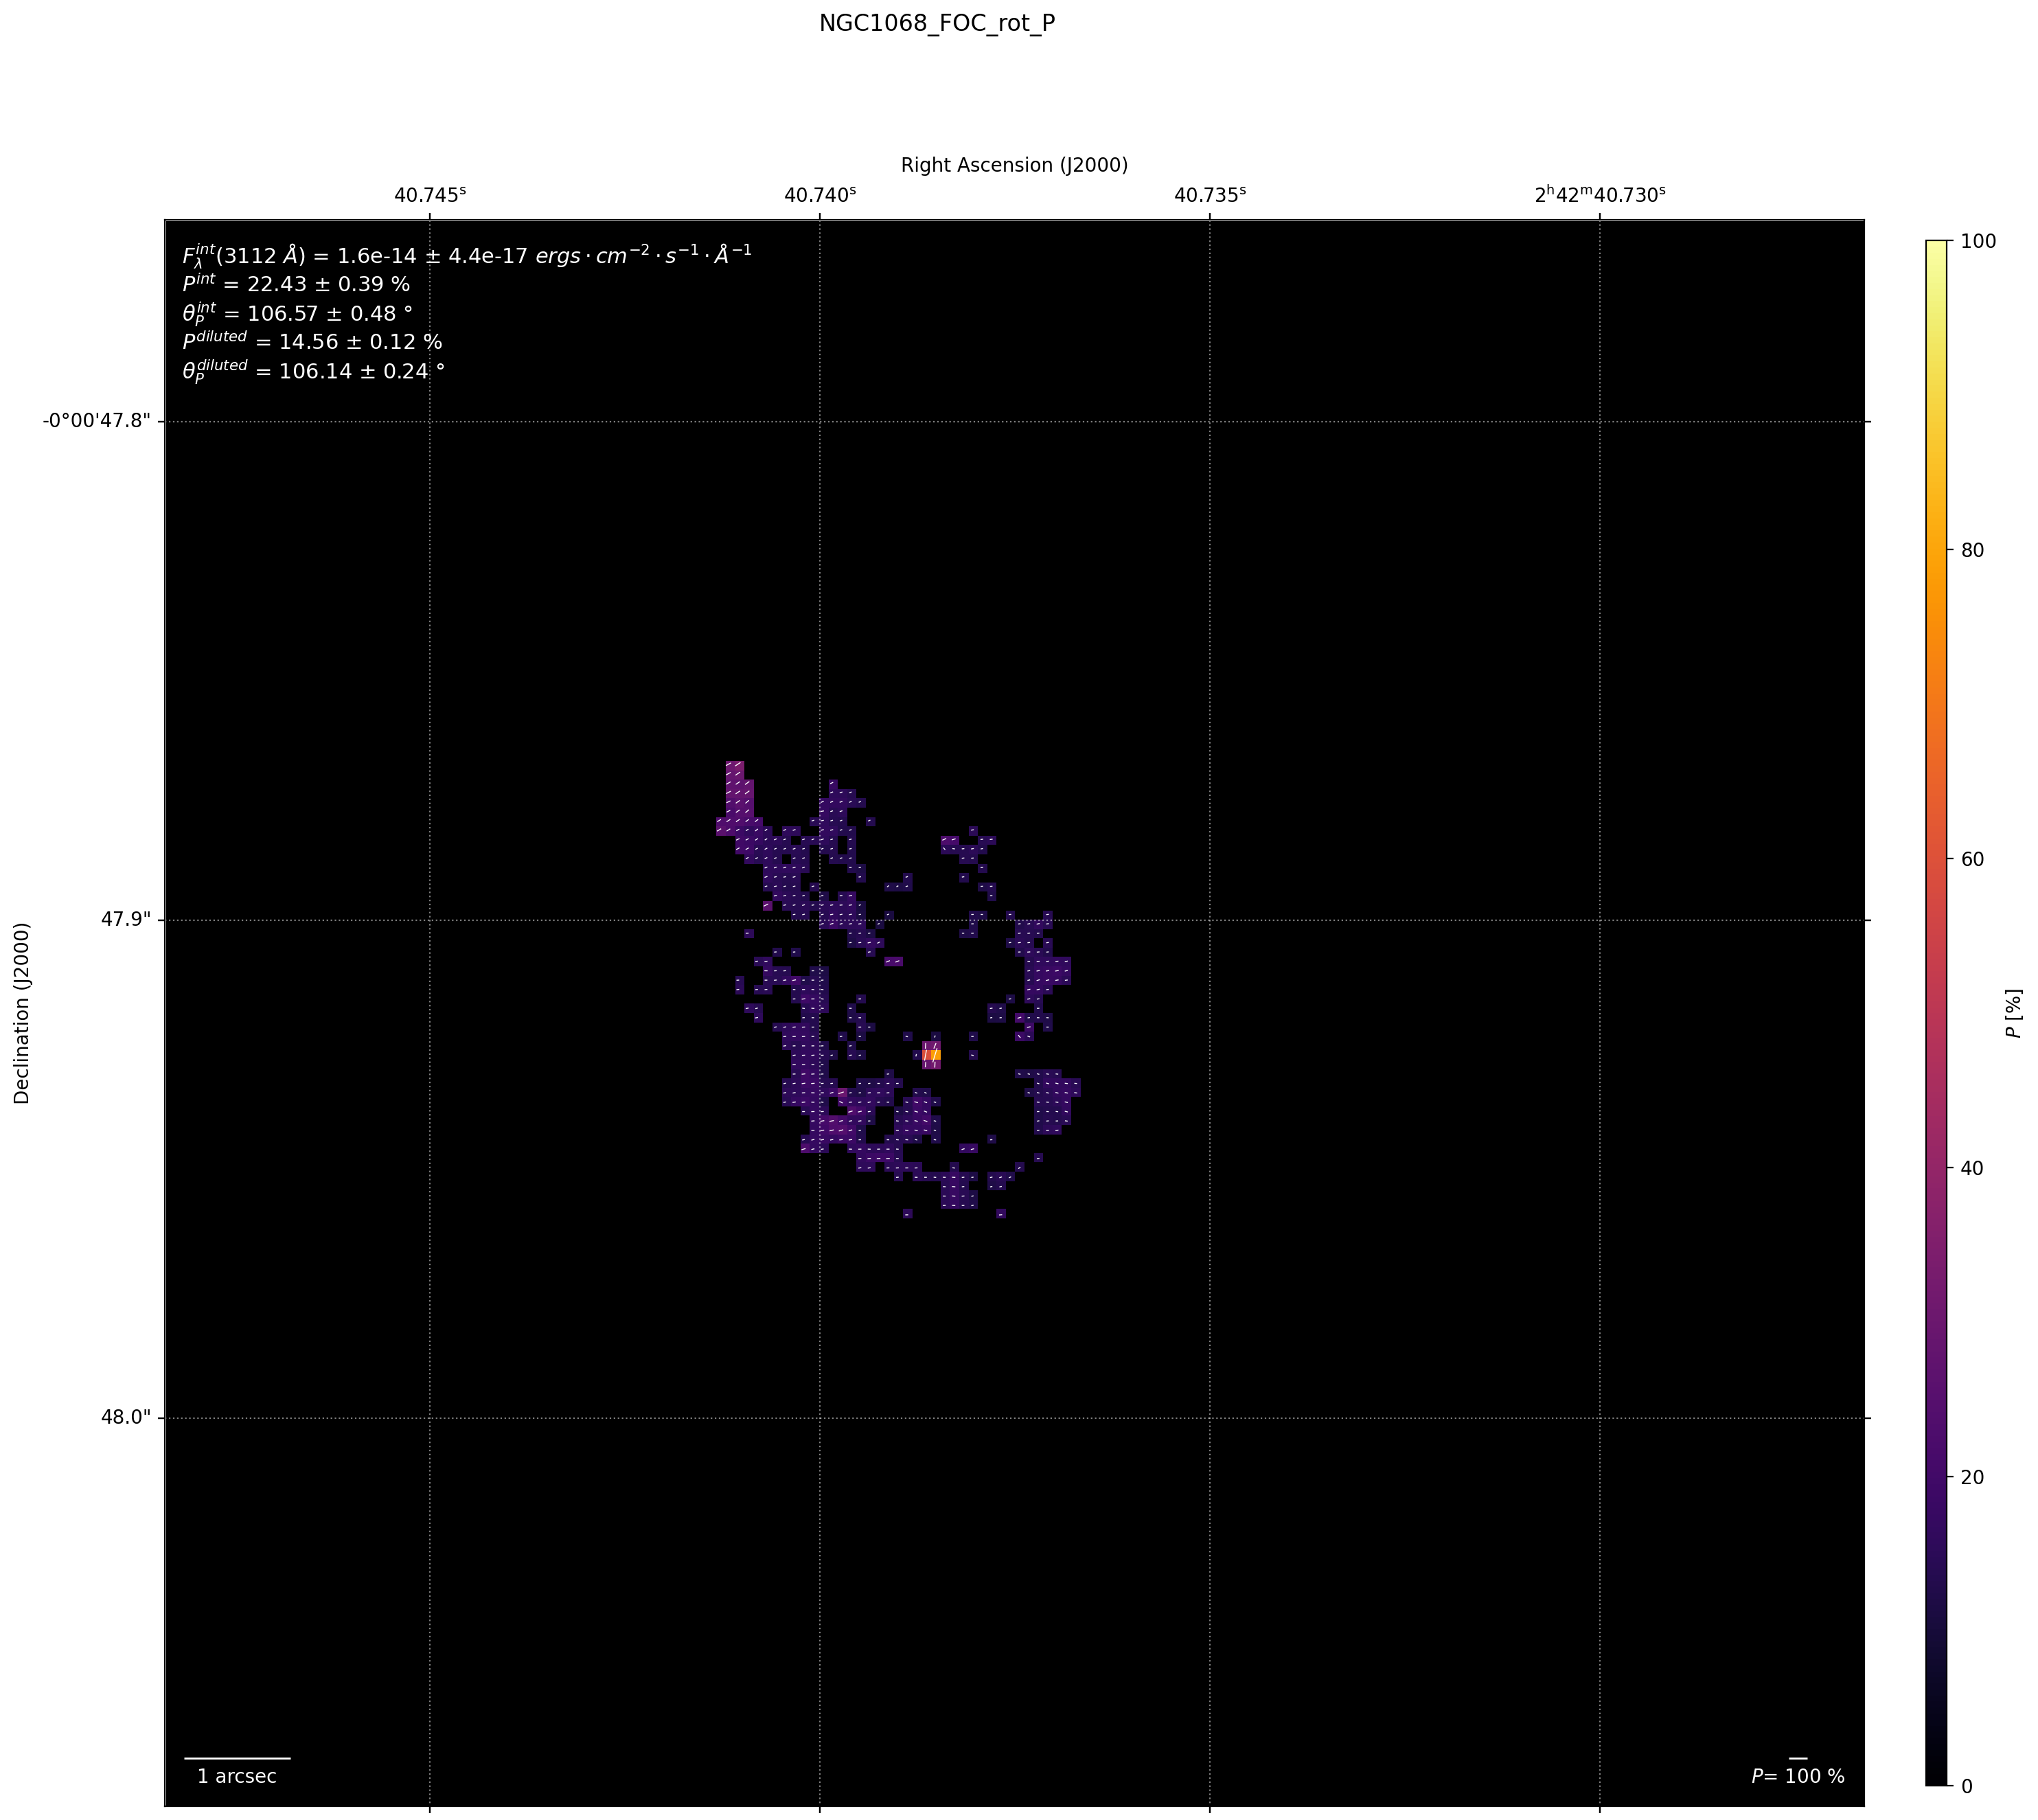 NGC1068_FOC_rot_P
Right Ascension (J2000)
40.745ˢ 40.740ˢ 40.735ˢ 2ʰ42ᵐ40.730ˢ
F_λ^int(3112 Å) = 1.6e-14 ± 4.4e-17 ergs · cm⁻² · s⁻¹ · Å⁻¹
P^int = 22.43 ± 0.39 %
θ_P^int = 106.57 ± 0.48 °
P^diluted = 14.56 ± 0.12 %
θ_P^diluted = 106.14 ± 0.24 °
-0°00'47.8"
47.9"
48.0"
Declination (J2000)
1 arcsec
P= 100 %
100
80
60
40
20
0
P [%]